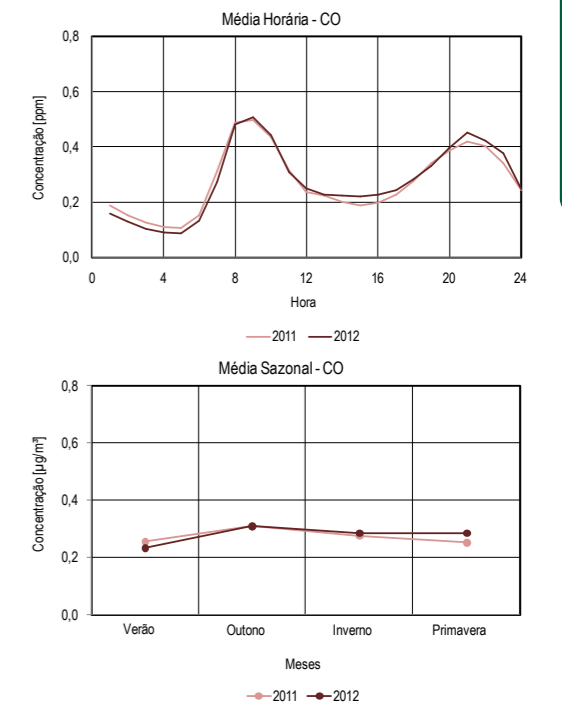 Média Horária - CO
0,8
0,6
0,4
0,2
0,0
Concentração [ppm]
0 4 8 12 16 20 24
Hora
2011 2012
Média Sazonal - CO
0,8
0,6
0,4
0,2
0,0
Concentração [µg/m³]
Verão Outono Inverno Primavera
Meses
2011 2012